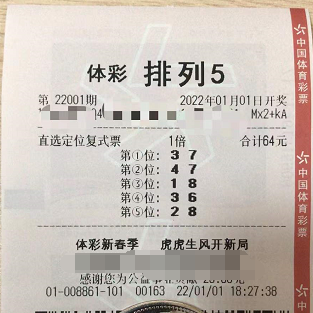 体彩 排列5
第 22001期 2022年01月01日开奖
Mx2+kA
直选定位复式票 1倍 合计64元
第①位: 3 7
第②位: 4 7
第③位: 1 8
第④位: 3 6
第⑤位: 2 8
体彩新春季 虎虎生风开新局
感谢您为公益事业贡献
01-008861-101 00163 22/01/01 18:27:38
中国体育彩票
中国体育彩票
中国体育彩票